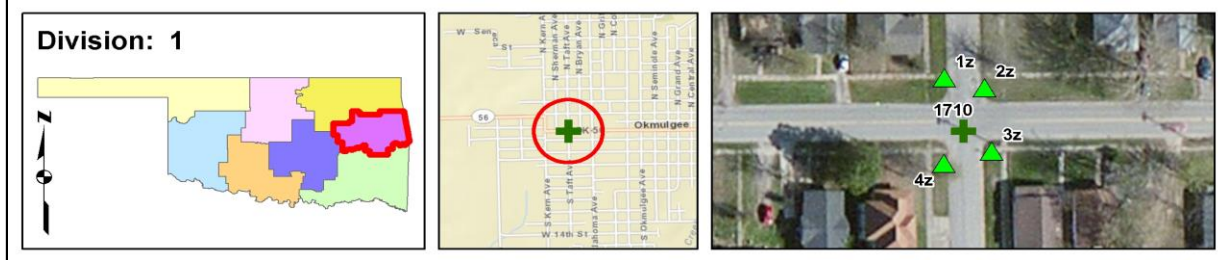 Division: 1
N
W Sen
St
N Kern Ave
N Sherman Ave
N Taft Ave
N Bryan Ave
N Seminole Ave
N Grand Ave
N Central Ave
56
Okmulgee
S Kern Ave
S Taft Ave
S Okmulgee Ave
W 14th St
1z
2z
1710
3z
4z